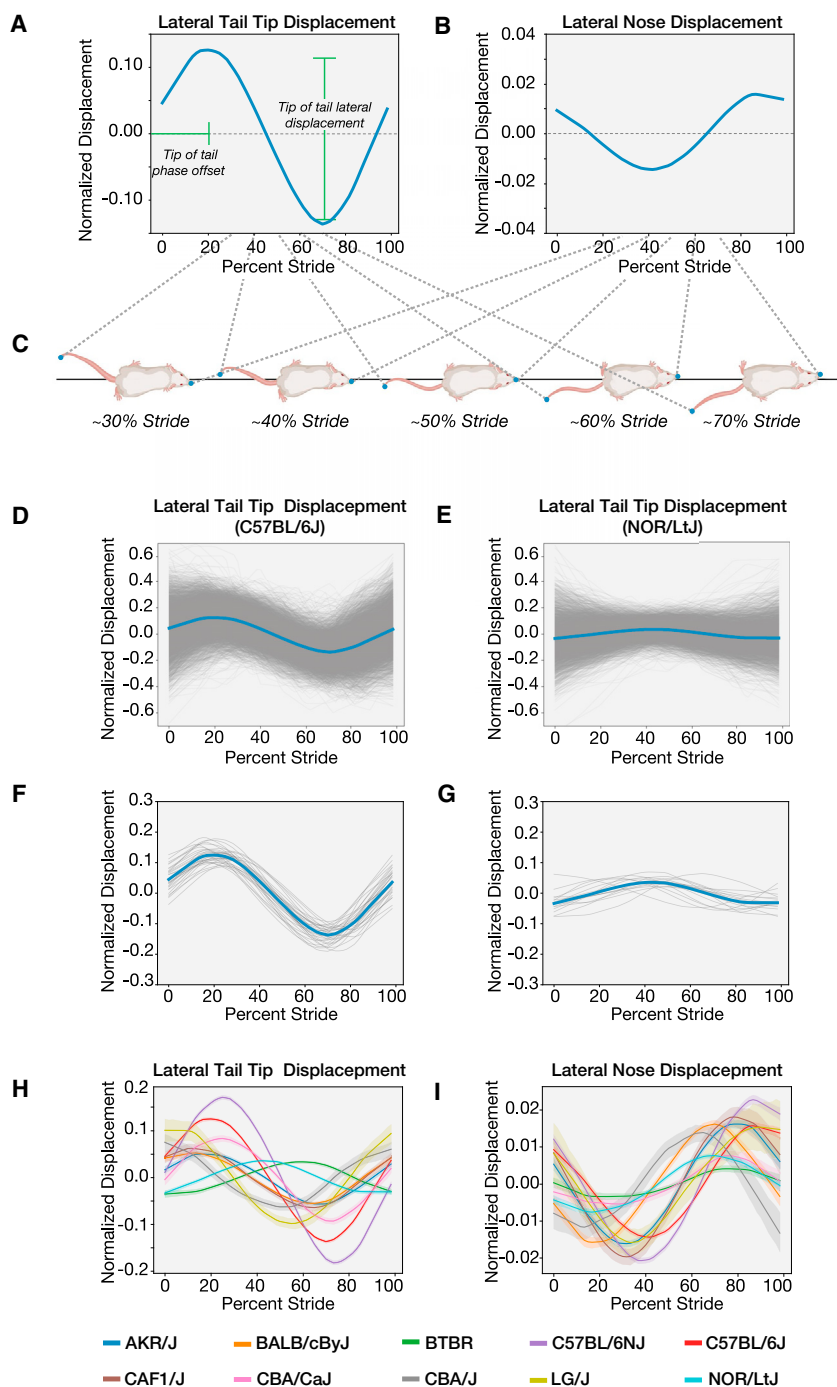 A
Lateral Tail Tip Displacement
Normalized Displacement
0.10
0.00
-0.10
Tip of tail lateral
displacement
Tip of tail
phase offset
0 20 40 60 80 100
Percent Stride
B
Lateral Nose Displacement
Normalized Displacement
0.04
0.02
0.00
-0.02
-0.04
0 20 40 60 80 100
Percent Stride
C
~30% Stride
~40% Stride
~50% Stride
~60% Stride
~70% Stride
D
Lateral Tail Tip Displacepment
(C57BL/6J)
Normalized Displacement
0.6
0.4
0.2
0.0
-0.2
-0.4
-0.6
0 20 40 60 80 100
Percent Stride
E
Lateral Tail Tip Displacepment
(NOR/LtJ)
Normalized Displacement
0.6
0.4
0.2
0.0
-0.2
-0.4
-0.6
0 20 40 60 80 100
Percent Stride
F
Normalized Displacement
0.3
0.2
0.1
0.0
-0.1
-0.2
-0.3
0 20 40 60 80 100
Percent Stride
G
Normalized Displacement
0.3
0.2
0.1
0.0
-0.1
-0.2
-0.3
0 20 40 60 80 100
Percent Stride
H
Lateral Tail Tip Displacepment
Normalized Displacement
0.2
0.1
0.0
-0.1
-0.2
0 20 40 60 80 100
Percent Stride
I
Lateral Nose Displacepment
Normalized Displacement
0.02
0.01
0.00
-0.01
-0.02
0 20 40 60 80 100
Percent Stride
AKR/J BALB/cByJ BTBR C57BL/6NJ C57BL/6J
CAF1/J CBA/CaJ CBA/J LG/J NOR/LtJ